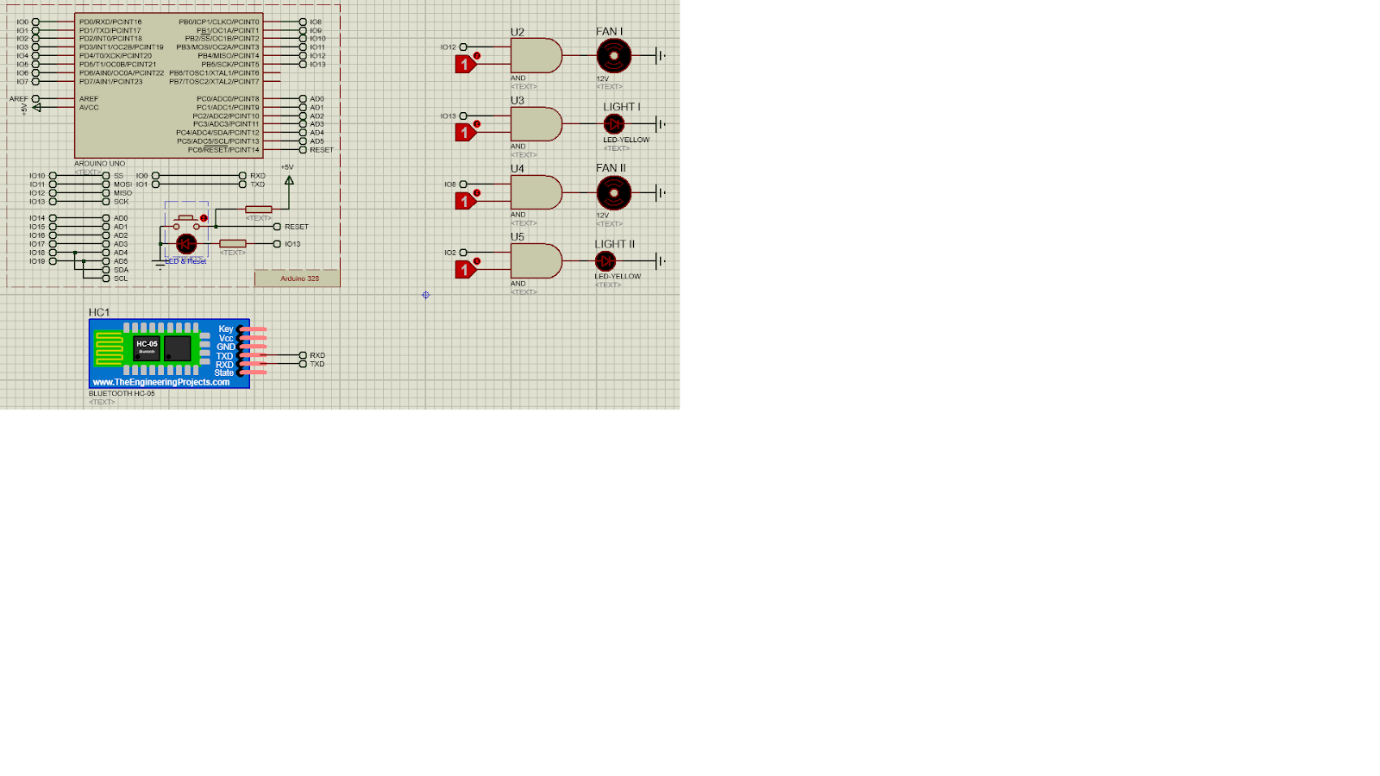 IO0 PD0/RXD/PCINT16 PB0/ICP1/CLKO/PCINT0 IO8
IO1 PD1/TXD/PCINT17 PB1/OC1A/PCINT1 IO9
IO2 PD2/INT0/PCINT18 PB2/SS/OC1B/PCINT2 IO10
IO3 PD3/INT1/OC2B/PCINT19 PB3/MOSI/OC2A/PCINT3 IO11
IO4 PD4/T0/XCK/PCINT20 PB4/MISO/PCINT4 IO12
IO5 PD5/T1/OC0B/PCINT21 PB5/SCK/PCINT5 IO13
IO6 PD6/AIN0/OC0A/PCINT22 PB6/TOSC1/XTAL1/PCINT6
IO7 PD7/AIN1/PCINT23 PB7/TOSC2/XTAL2/PCINT7
AREF AREF PC0/ADC0/PCINT8 AD0
+5V AVCC PC1/ADC1/PCINT9 AD1
PC2/ADC2/PCINT10 AD2
PC3/ADC3/PCINT11 AD3
PC4/ADC4/SDA/PCINT12 AD4
PC5/ADC5/SCL/PCINT13 AD5
PC6/RESET/PCINT14 RESET
ARDUINO UNO
<TEXT>
IO10 SS IO0 RXD
IO11 MOSI IO1 TXD
IO12 MISO
IO13 SCK
+5V
IO14 AD0
IO15 AD1
IO16 AD2
IO17 AD3
IO18 AD4
IO19 AD5
SDA
SCL
<TEXT>
RESET
IO13
<TEXT>
LED & Reset
Arduino 328
HC1
HC-05
Bluetooth
Key
Vcc
GND
TXD RXD
RXD TXD
State
www.TheEngineeringProjects.com
BLUETOOTH HC-05
<TEXT>
U2 FAN I
IO12
1
12V
AND <TEXT>
<TEXT>
U3 LIGHT I
IO13
1
LED-YELLOW
AND <TEXT>
<TEXT>
U4 FAN II
IO8
1
12V
AND <TEXT>
<TEXT>
U5 LIGHT II
IO2
1
LED-YELLOW
AND <TEXT>
<TEXT>